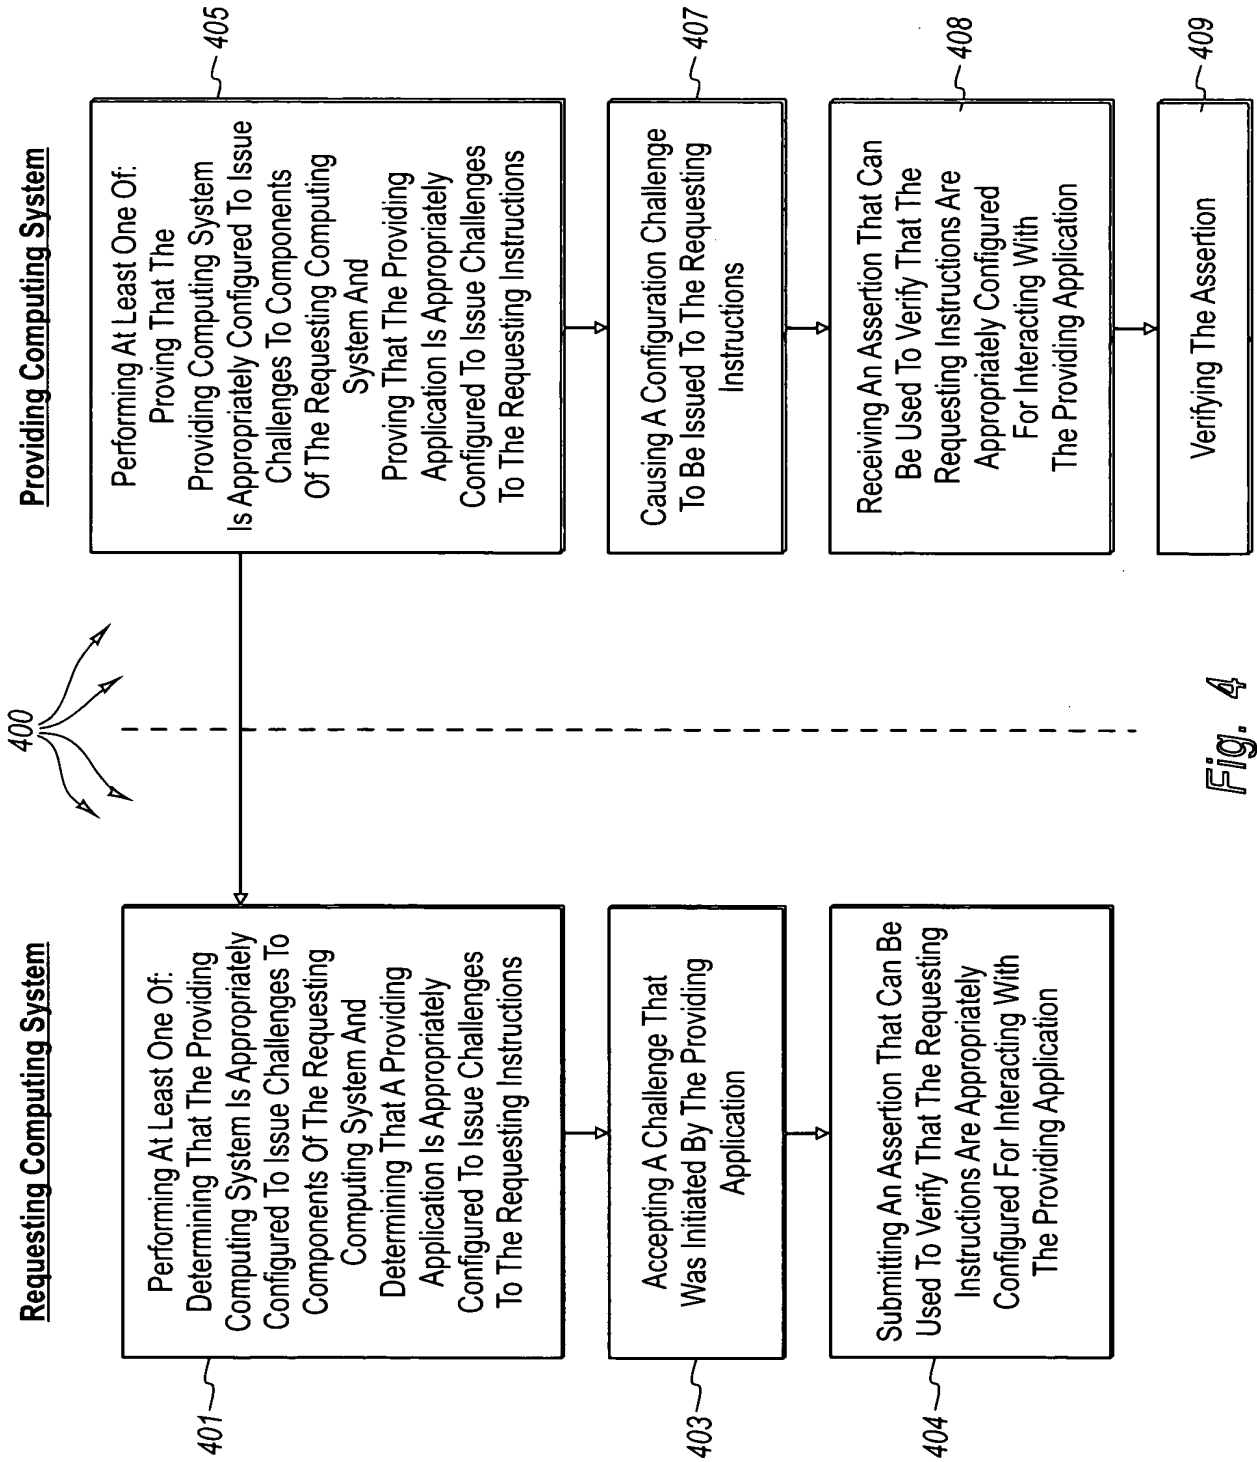 400
Requesting Computing System
401
Performing At Least One Of:
Determining That The Providing
Computing System Is Appropriately
Configured To Issue Challenges To
Components Of The Requesting
Computing System And
Determining That A Providing
Application Is Appropriately
Configured To Issue Challenges
To The Requesting Instructions
403
Accepting A Challenge That
Was Initiated By The Providing
Application
404
Submitting An Assertion That Can Be
Used To Verify That The Requesting
Instructions Are Appropriately
Configured For Interacting With
The Providing Application
Providing Computing System
405
Performing At Least One Of:
Proving That The
Providing Computing System
Is Appropriately Configured To Issue
Challenges To Components
Of The Requesting Computing
System And
Proving That The Providing
Application Is Appropriately
Configured To Issue Challenges
To The Requesting Instructions
407
Causing A Configuration Challenge
To Be Issued To The Requesting
Instructions
408
Receiving An Assertion That Can
Be Used To Verify That The
Requesting Instructions Are
Appropriately Configured
For Interacting With
The Providing Application
409
Verifying The Assertion
Fig. 4